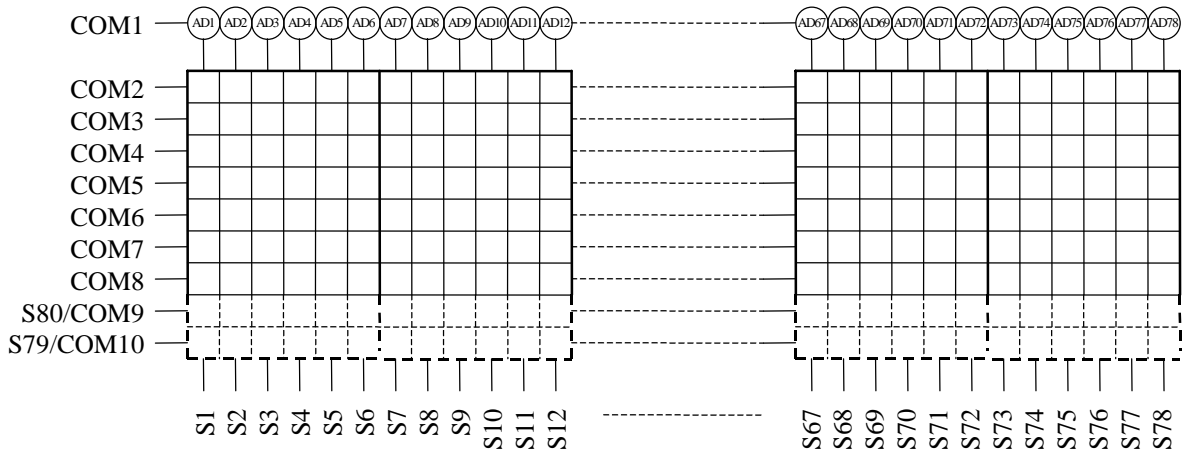 COM1 AD1 AD2 AD3 AD4 AD5 AD6 AD7 AD8 AD9 AD10 AD11 AD12 AD67 AD68 AD69 AD70 AD71 AD72 AD73 AD74 AD75 AD76 AD77 AD78
COM2
COM3
COM4
COM5
COM6
COM7
COM8
S80/COM9
S79/COM10
S1 S2 S3 S4 S5 S6 S7 S8 S9 S10 S11 S12 S67 S68 S69 S70 S71 S72 S73 S74 S75 S76 S77 S78